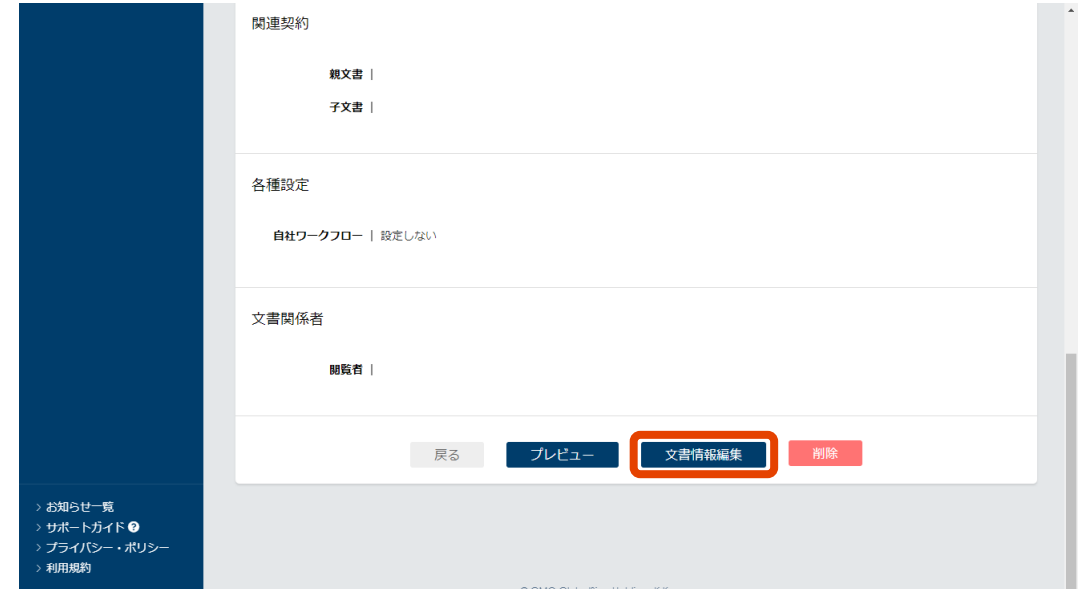 関連契約
親文書 |
子文書 |
各種設定
自社ワークフロー | 設定しない
文書関係者
閲覧者 |
戻る プレビュー 文書情報編集 削除
> お知らせ一覧
> サポートガイド ?
> プライバシー・ポリシー
> 利用規約